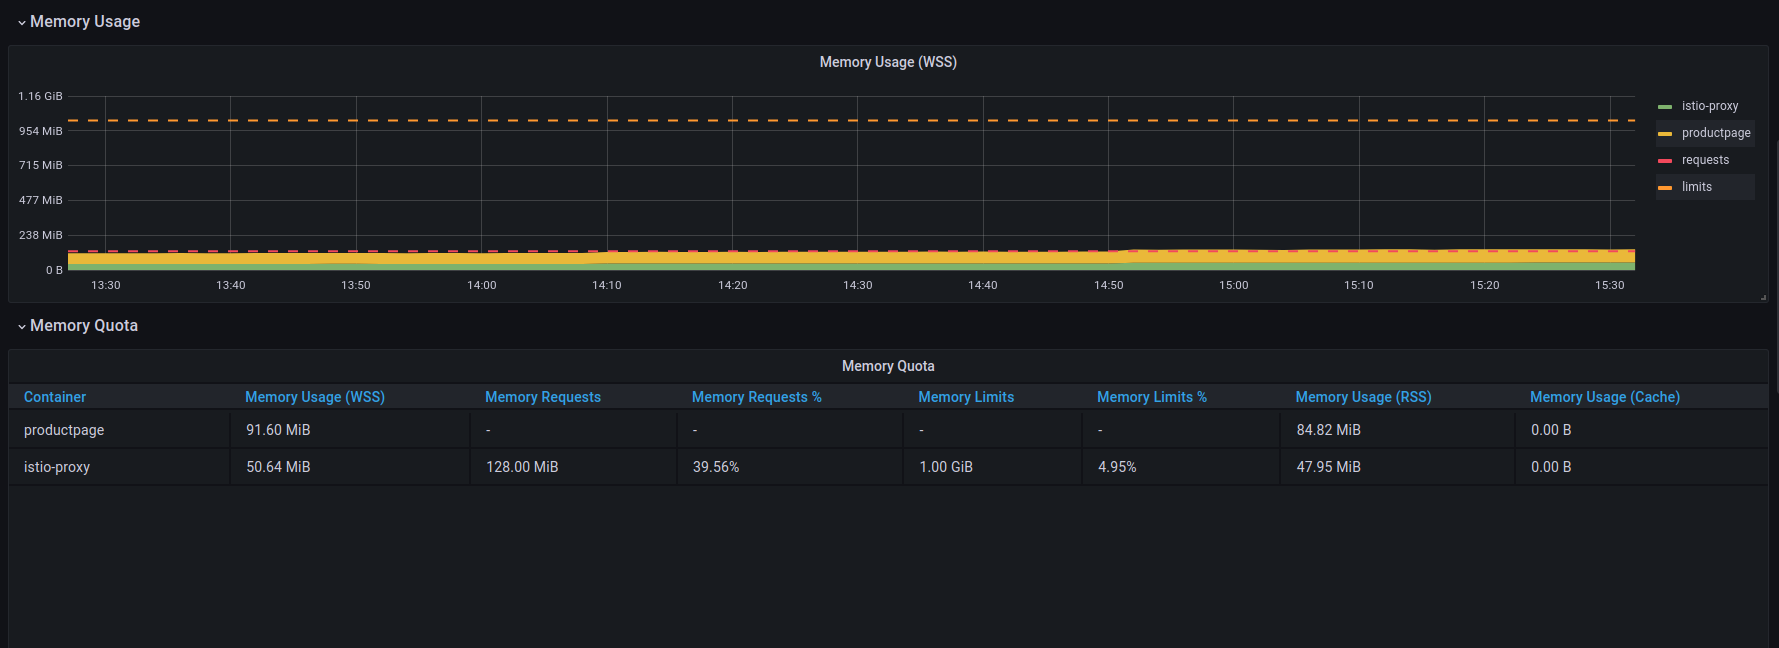 Memory Usage
Memory Usage (WSS)
1.16 GiB
954 MiB
715 MiB
477 MiB
238 MiB
0 B
13:30 13:40 13:50 14:00 14:10 14:20 14:30 14:40 14:50 15:00 15:10 15:20 15:30
istio-proxy
productpage
requests
limits
Memory Quota
Memory Quota
Container Memory Usage (WSS) Memory Requests Memory Requests % Memory Limits Memory Limits % Memory Usage (RSS) Memory Usage (Cache)
productpage 91.60 MiB - - - - 84.82 MiB 0.00 B
istio-proxy 50.64 MiB 128.00 MiB 39.56% 1.00 GiB 4.95% 47.95 MiB 0.00 B